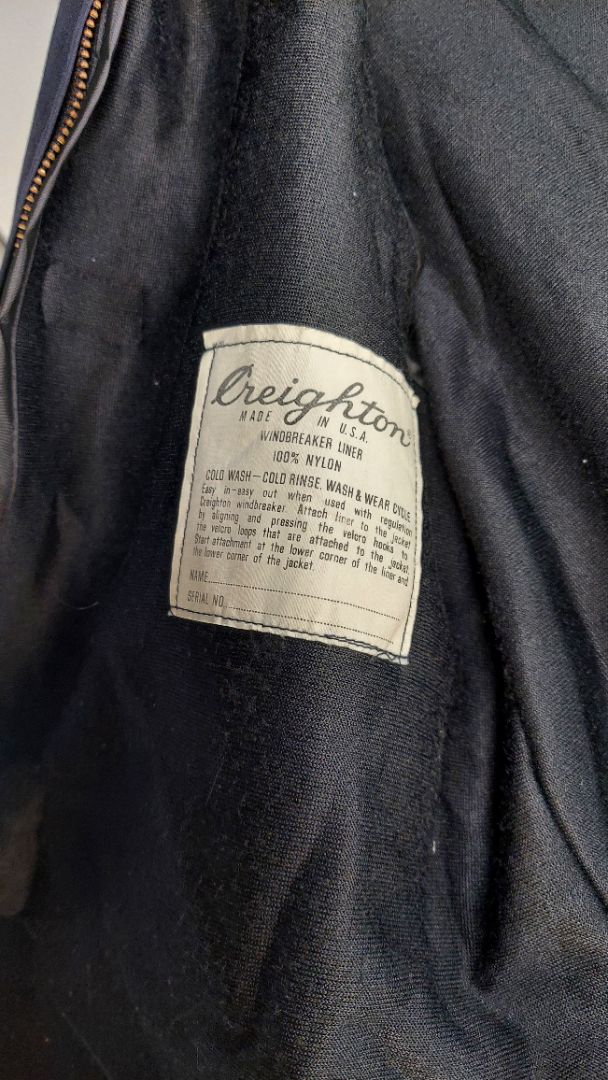 Creighton®
MADE IN U.S.A.
WINDBREAKER LINER
100% NYLON
COLD WASH—COLD RINSE. WASH & WEAR CYCLE
Easy in-easy out when used with regulation
Creighton windbreaker. Attach liner to the jacket
by aligning and pressing the velcro hooks to
the velcro loops that are attached to the jacket.
Start attachment at the lower corner of the liner and
the lower corner of the jacket.
NAME
SERIAL NO.